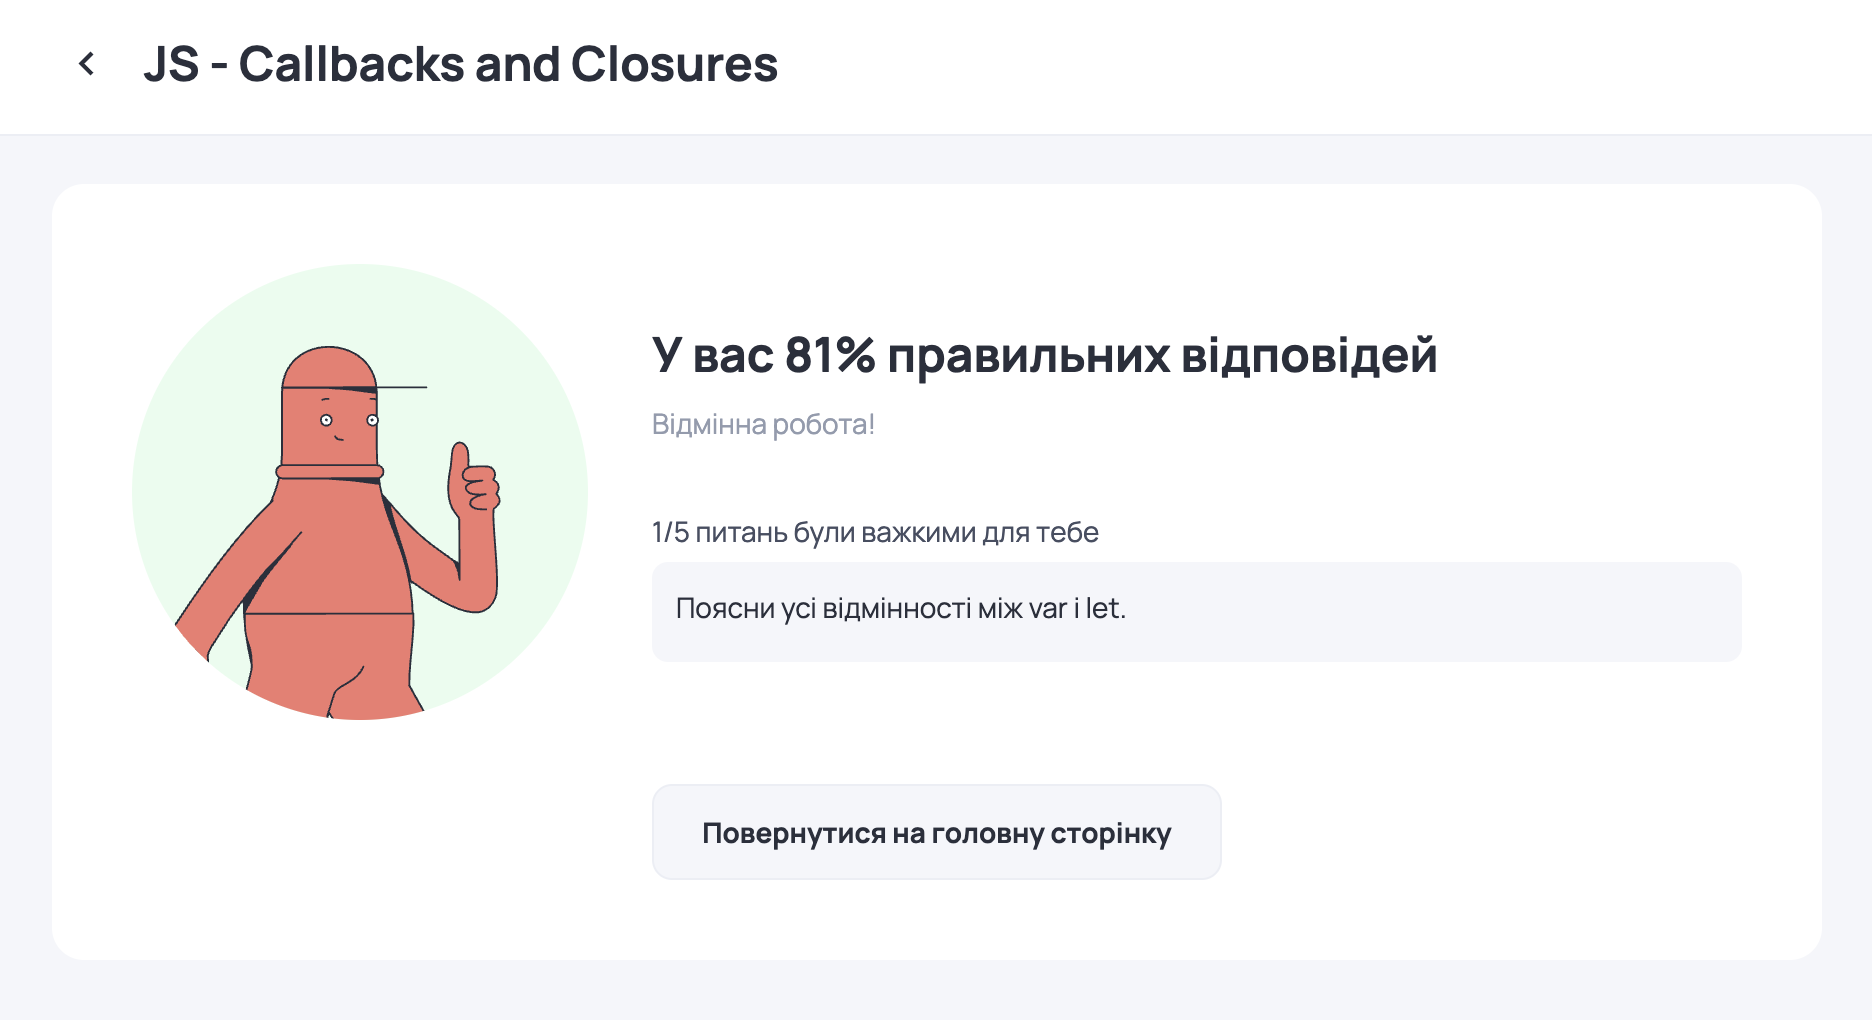 JS - Callbacks and Closures
У вас 81% правильних відповідей
Відмінна робота!
1/5 питань були важкими для тебе
Поясни усі відмінності між var і let.
Повернутися на головну сторінку